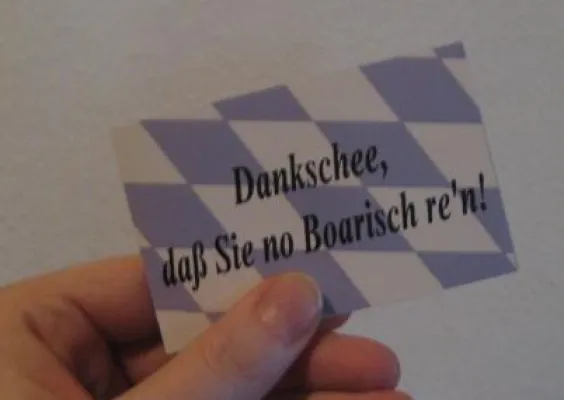 Dankschee,
daß Sie no Boarisch re'n!